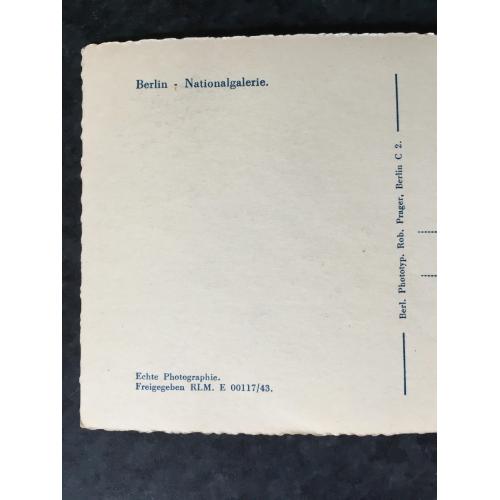 Berlin - Nationalgalerie.
Berl. Phototyp. Rob. Prager, Berlin C 2.
Echte Photographie.
Freigegeben RLM. E 00117/43.